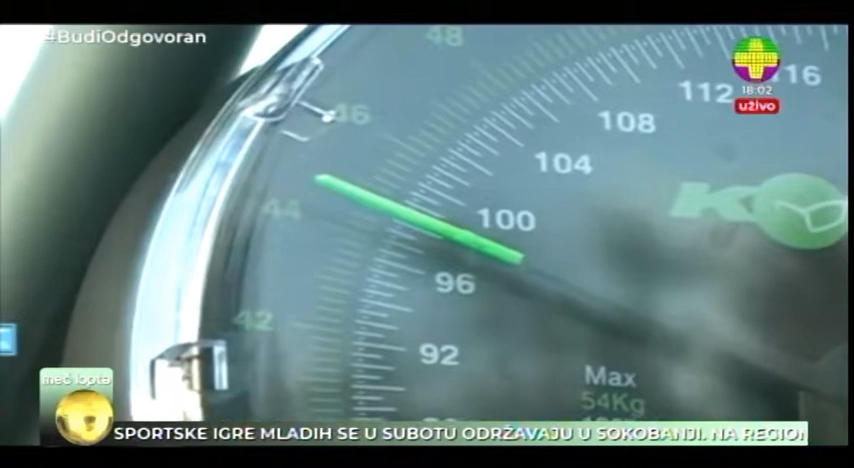 #BudiOdgovoran
48
116
18:02
uživo
112
46
108
104
44
100
96
42
92
Max
54Kg
meč lopta
SPORTSKE IGRE MLADIH SE U SUBOTU ODRŽAVAJU U SOKOBANJI. NA REGION